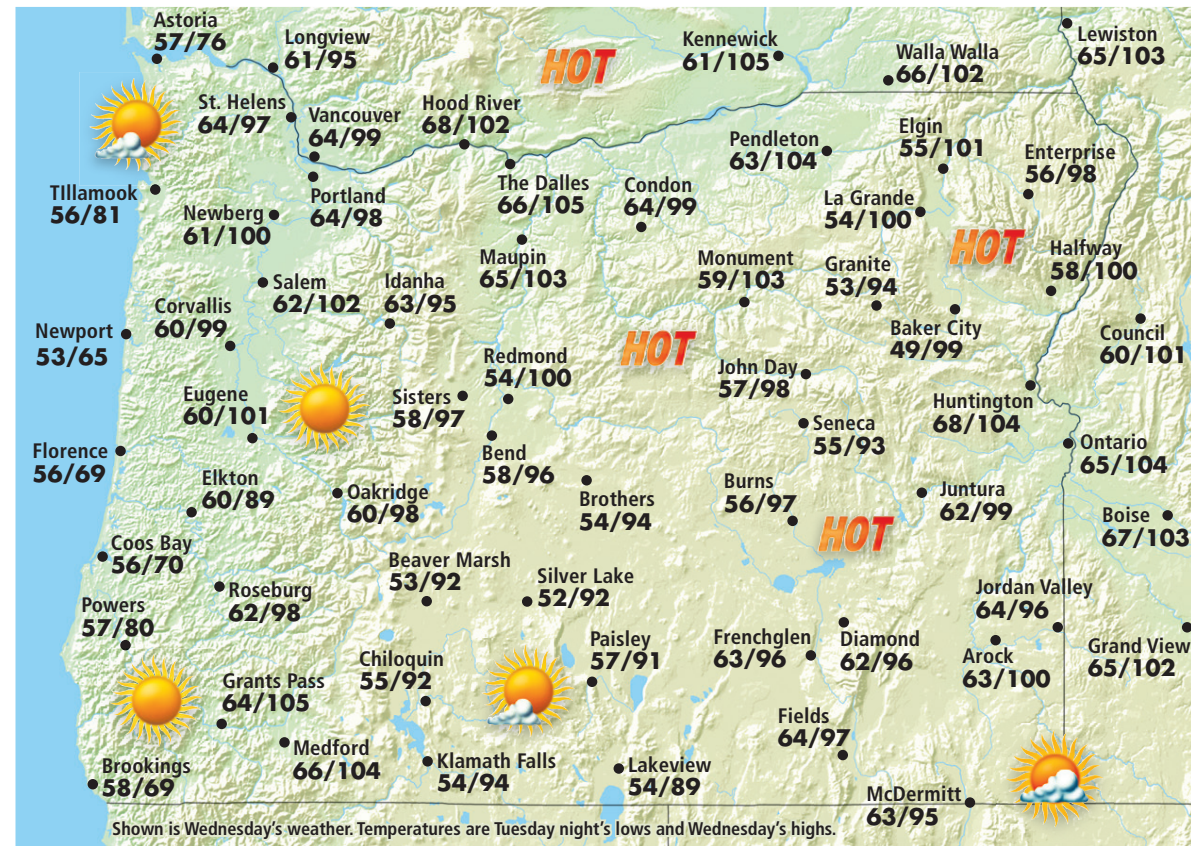 Astoria
57/76
Longview
61/95
HOT
Kennewick
61/105
Walla Walla
66/102
Lewiston
65/103
St. Helens
64/97
Vancouver
64/99
Hood River
68/102
Pendleton
63/104
Elgin
55/101
Enterprise
56/98
TIllamook
56/81
Newberg
61/100
Portland
64/98
The Dalles
66/105
Condon
64/99
La Grande
54/100
HOT
Maupin
65/103
Monument
59/103
Granite
53/94
Halfway
58/100
Salem
62/102
Idanha
63/95
Corvallis
60/99
Newport
53/65
Baker City
49/99
Council
60/101
HOT
Redmond
54/100
John Day
57/98
Eugene
60/101
Sisters
58/97
Huntington
68/104
Seneca
55/93
Florence
56/69
Bend
58/96
Ontario
65/104
Elkton
60/89
Oakridge
60/98
Brothers
54/94
Burns
56/97
Juntura
62/99
Boise
67/103
HOT
Coos Bay
56/70
Beaver Marsh
53/92
Silver Lake
52/92
Roseburg
62/98
Jordan Valley
64/96
Powers
57/80
Paisley
57/91
Frenchglen
63/96
Diamond
62/96
Arock
63/100
Grand View
65/102
Chiloquin
55/92
Grants Pass
64/105
Fields
64/97
Medford
66/104
Klamath Falls
54/94
Lakeview
54/89
Brookings
58/69
McDermitt
63/95
Shown is Wednesday's weather. Temperatures are Tuesday night's lows and Wednesday's highs.